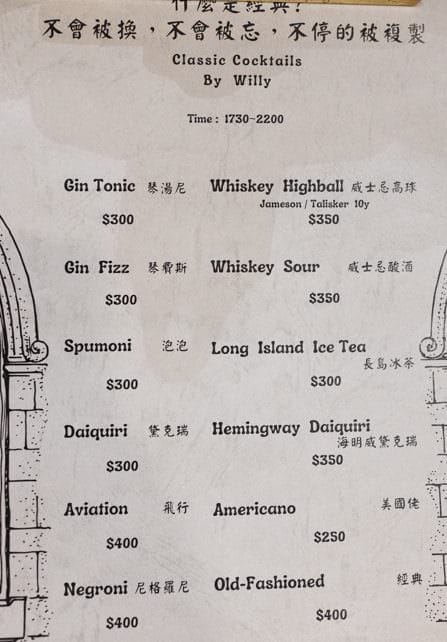 什麼是經典?
不會被換,不會被忘,不停的被複製
Classic Cocktails
By Willy
Time : 1730~2200
Gin Tonic 琴湯尼
$300
Whiskey Highball 威士忌高球
Jameson / Talisker 10y
$350
Gin Fizz 琴費斯
$300
Whiskey Sour 威士忌酸酒
$350
Spumoni 泡泡
$300
Long Island Ice Tea
長島冰茶
$300
Daiquiri 黛克瑞
$300
Hemingway Daiquiri
海明威黛克瑞
$350
Aviation 飛行
$400
Americano 美國佬
$250
Negroni 尼格羅尼
$400
Old-Fashioned 經典
$400